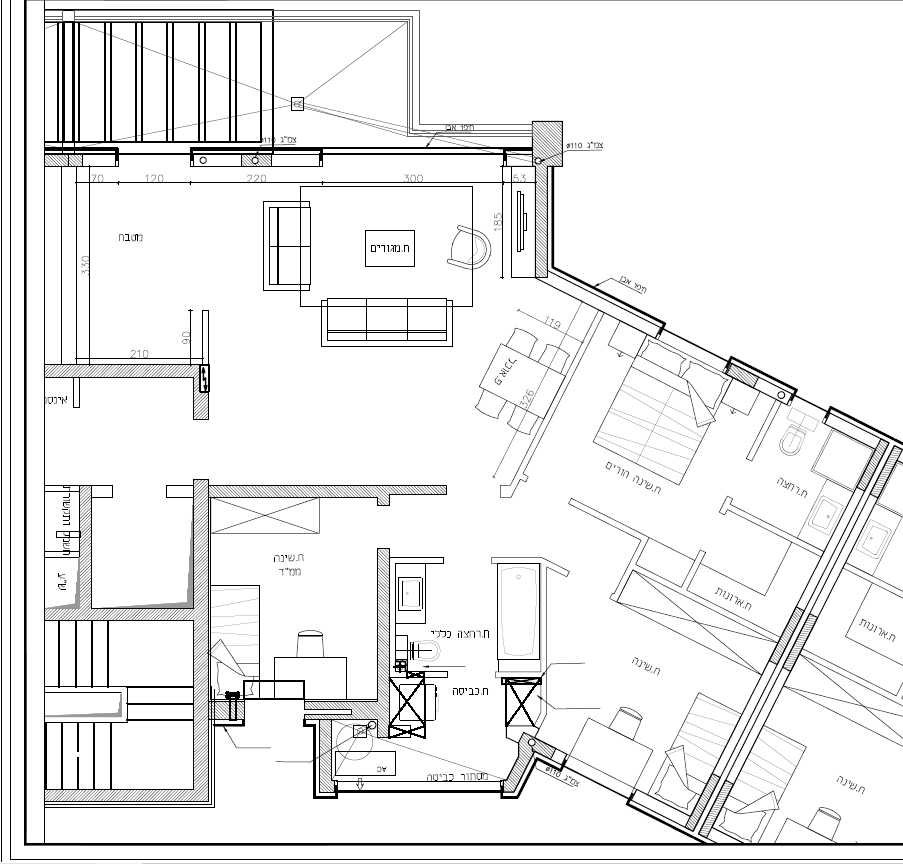 חיפוי אבן
צמ"ג ø110
צמ"ג ø110
70
120
220
300
53
185
330
מטבח
ח.מגורים
חיפוי אבן
90
210
119
326
ח.שינה הורים
ח.רחצה
ח.שינה
ממ"ד
ח.ארונות
ח.ארונות
ח.רחצה כללי
ח.כביסה
ח.שינה
AC
מסתור כביסה
צמ"ג ø110
ח.שינה